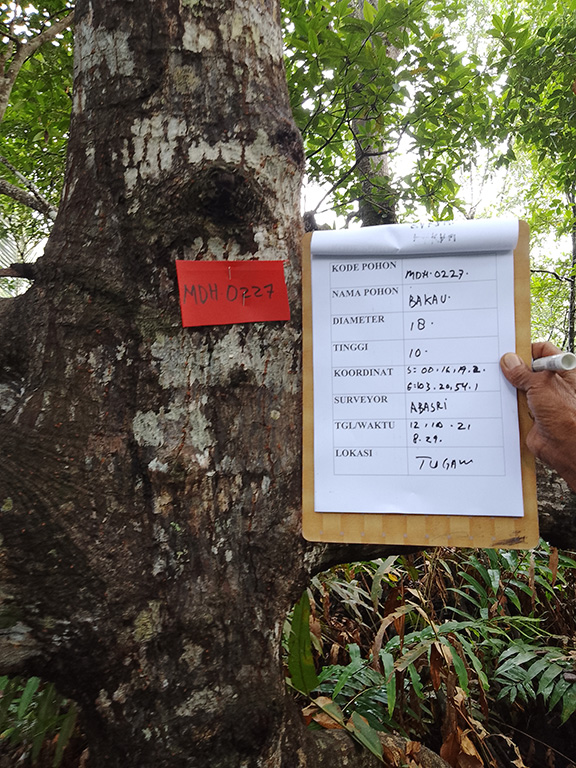 MDH.0227
KODE POHON MDH.0227.
NAMA POHON BAKAU.
DIAMETER 18.
TINGGI 10.
KOORDINAT S: 00.16.19.2.
E:103.20.54.1
SURVEYOR ABASRI
TGL/WAKTU 12.10.21
8.29.
LOKASI TUGAW